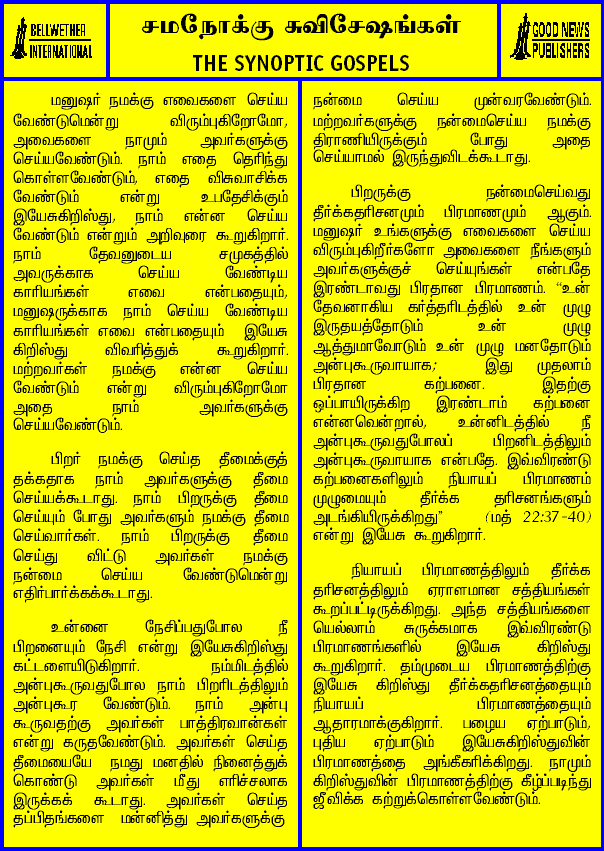 BELLWETHER
INTERNATIONAL
சமநோக்கு சுவிசேஷங்கள்
THE SYNOPTIC GOSPELS
GOOD NEWS
PUBLISHERS
மனுஷர் நமக்கு எவைகளை செய்ய
வேண்டுமென்று விரும்புகிறோமோ,
அவைகளை நாமும் அவர்களுக்கு
செய்யவேண்டும். நாம் எதை தெரிந்து
கொள்ளவேண்டும், எதை விசுவாசிக்க
வேண்டும் என்று உபதேசிக்கும்
இயேசுகிறிஸ்து, நாம் என்ன செய்ய
வேண்டும் என்றும் அறிவுரை கூறுகிறார்.
நாம் தேவனுடைய சமுகத்தில்
அவருக்காக செய்ய வேண்டிய
காரியங்கள் எவை என்பதையும்,
மனுஷருக்காக நாம் செய்ய வேண்டிய
காரியங்கள் எவை என்பதையும் இயேசு
கிறிஸ்து விவரித்துக் கூறுகிறார்.
மற்றவர்கள் நமக்கு என்ன செய்ய
வேண்டும் என்று விரும்புகிறோமோ
அதை நாம் அவர்களுக்கு
செய்யவேண்டும்.
பிறர் நமக்கு செய்த தீமைக்குத்
தக்கதாக நாம் அவர்களுக்கு தீமை
செய்யக்கூடாது. நாம் பிறருக்கு தீமை
செய்யும் போது அவர்களும் நமக்கு தீமை
செய்வார்கள். நாம் பிறருக்கு தீமை
செய்து விட்டு அவர்கள் நமக்கு
நன்மை செய்ய வேண்டுமென்று
எதிர்பார்க்கக்கூடாது.
உன்னை நேசிப்பதுபோல நீ
பிறனையும் நேசி என்று இயேசுகிறிஸ்து
கட்டளையிடுகிறார். நம்மிடத்தில்
அன்புகூருவதுபோல நாம் பிறரிடத்திலும்
அன்புகூர வேண்டும். நாம் அன்பு
கூருவதற்கு அவர்கள் பாத்திரவான்கள்
என்று கருதவேண்டும். அவர்கள் செய்த
தீமையையே நமது மனதில் நினைத்துக்
கொண்டு அவர்கள் மீது எரிச்சலாக
இருக்கக் கூடாது. அவர்கள் செய்த
தப்பிதங்களை மன்னித்து அவர்களுக்கு
நன்மை செய்ய முன்வரவேண்டும்.
மற்றவர்களுக்கு நன்மைசெய்ய நமக்கு
திராணியிருக்கும் போது அதை
செய்யாமல் இருந்துவிடக்கூடாது.
பிறருக்கு நன்மைசெய்வது
தீர்க்கதரிசனமும் பிரமாணமும் ஆகும்.
மனுஷர் உங்களுக்கு எவைகளை செய்ய
விரும்புகிறீர்களோ அவைகளை நீங்களும்
அவர்களுக்குச் செய்யுங்கள் என்பதே
இரண்டாவது பிரதான பிரமாணம். “உன்
தேவனாகிய கர்த்தரிடத்தில் உன் முழு
இருதயத்தோடும் உன் முழு
ஆத்துமாவோடும் உன் முழு மனதோடும்
அன்புகூருவாயாக; இது முதலாம்
பிரதான கற்பனை. இதற்கு
ஒப்பாயிருக்கிற இரண்டாம் கற்பனை
என்னவென்றால், உன்னிடத்தில் நீ
அன்புகூருவதுபோலப் பிறனிடத்திலும்
அன்புகூருவாயாக என்பதே. இவ்விரண்டு
கற்பனைகளிலும் நியாயப் பிரமாணம்
முழுமையும் தீர்க்க தரிசனங்களும்
அடங்கியிருக்கிறது” (மத் 22:37-40)
என்று இயேசு கூறுகிறார்.
நியாயப் பிரமாணத்திலும் தீர்க்க
தரிசனத்திலும் ஏராளமான சத்தியங்கள்
கூறப்பட்டிருக்கிறது. அந்த சத்தியங்களை
யெல்லாம் சுருக்கமாக இவ்விரண்டு
பிரமாணங்களில் இயேசு கிறிஸ்து
கூறுகிறார். தம்முடைய பிரமாணத்திற்கு
இயேசு கிறிஸ்து தீர்க்கதரிசனத்தையும்
நியாயப் பிரமாணத்தையும்
ஆதாரமாக்குகிறார். பழைய ஏற்பாடும்,
புதிய ஏற்பாடும் இயேசுகிறிஸ்துவின்
பிரமாணத்தை அங்கீகரிக்கிறது. நாமும்
கிறிஸ்துவின் பிரமாணத்திற்கு கீழ்ப்படிந்து
ஜீவிக்க கற்றுக்கொள்ளவேண்டும்.